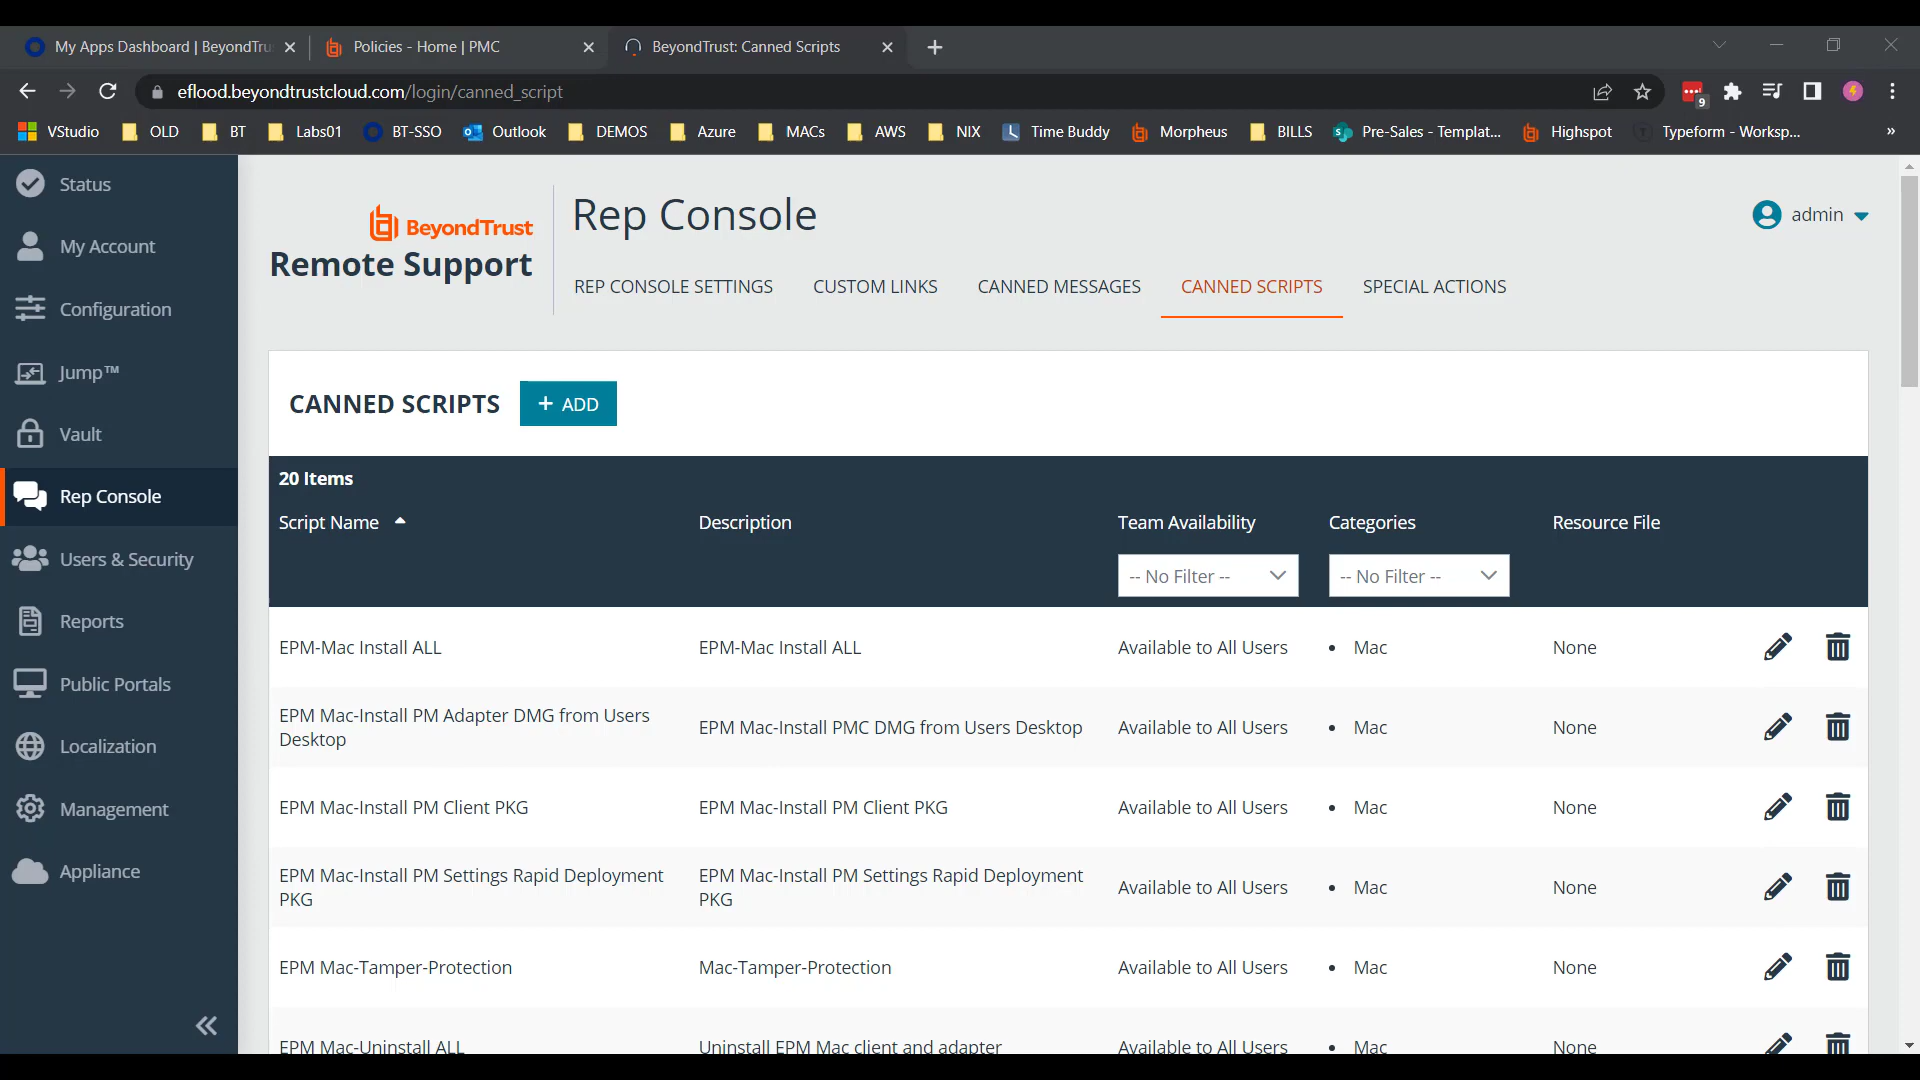 My Apps Dashboard | BeyondTru
Policies - Home | PMC
BeyondTrust: Canned Scripts
eflood.beyondtrustcloud.com/login/canned_script
9
VStudio
OLD
BT
Labs01
BT-SSO
Outlook
DEMOS
Azure
MACs
AWS
NIX
Time Buddy
Morpheus
BILLS
Pre-Sales - Templat...
Highspot
Typeform - Worksp...
»
Status
My Account
Configuration
Jump™
Vault
Rep Console
Users & Security
Reports
Public Portals
Localization
Management
Appliance
BeyondTrust
Remote Support
Rep Console
admin
REP CONSOLE SETTINGS
CUSTOM LINKS
CANNED MESSAGES
CANNED SCRIPTS
SPECIAL ACTIONS
CANNED SCRIPTS
+ ADD
20 Items
Script Name
Description
Team Availability
Categories
Resource File
-- No Filter --
-- No Filter --
EPM-Mac Install ALL
EPM-Mac Install ALL
Available to All Users
• Mac
None
EPM Mac-Install PM Adapter DMG from Users
Desktop
EPM Mac-Install PMC DMG from Users Desktop
Available to All Users
• Mac
None
EPM Mac-Install PM Client PKG
EPM Mac-Install PM Client PKG
Available to All Users
• Mac
None
EPM Mac-Install PM Settings Rapid Deployment
PKG
EPM Mac-Install PM Settings Rapid Deployment
PKG
Available to All Users
• Mac
None
EPM Mac-Tamper-Protection
Mac-Tamper-Protection
Available to All Users
• Mac
None
EPM Mac-Uninstall ALL
Uninstall EPM Mac client and adapter
Available to All Users
• Mac
None